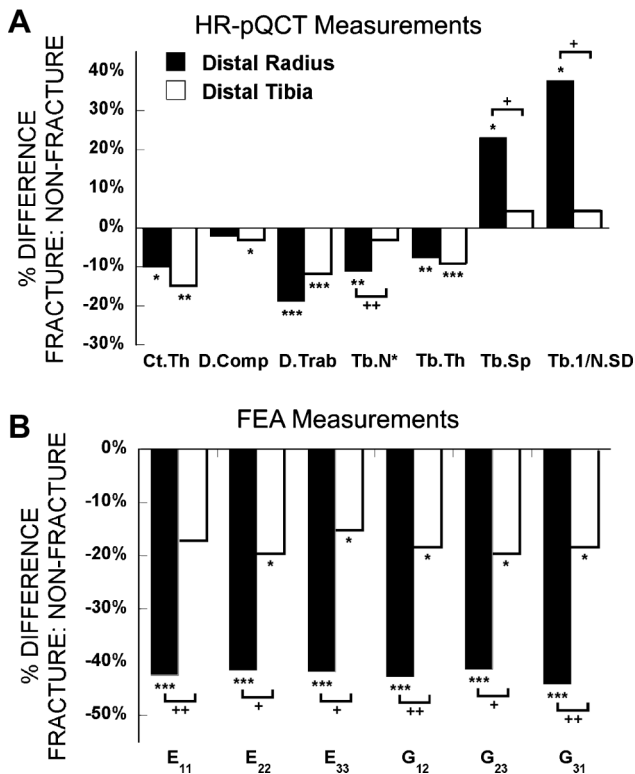 A
HR-pQCT Measurements
% DIFFERENCE
FRACTURE: NON-FRACTURE
40%
30%
20%
10%
0%
-10%
-20%
-30%
Distal Radius
Distal Tibia
* ** * *** *** ** ++ ** *** * + * +
Ct.Th D.Comp D.Trab Tb.N* Tb.Th Tb.Sp Tb.1/N.SD
B
FEA Measurements
% DIFFERENCE
FRACTURE: NON-FRACTURE
0%
-10%
-20%
-30%
-40%
-50%
* * * * *
*** *** *** *** *** ***
++ + + ++ + ++
E11 E22 E33 G12 G23 G31